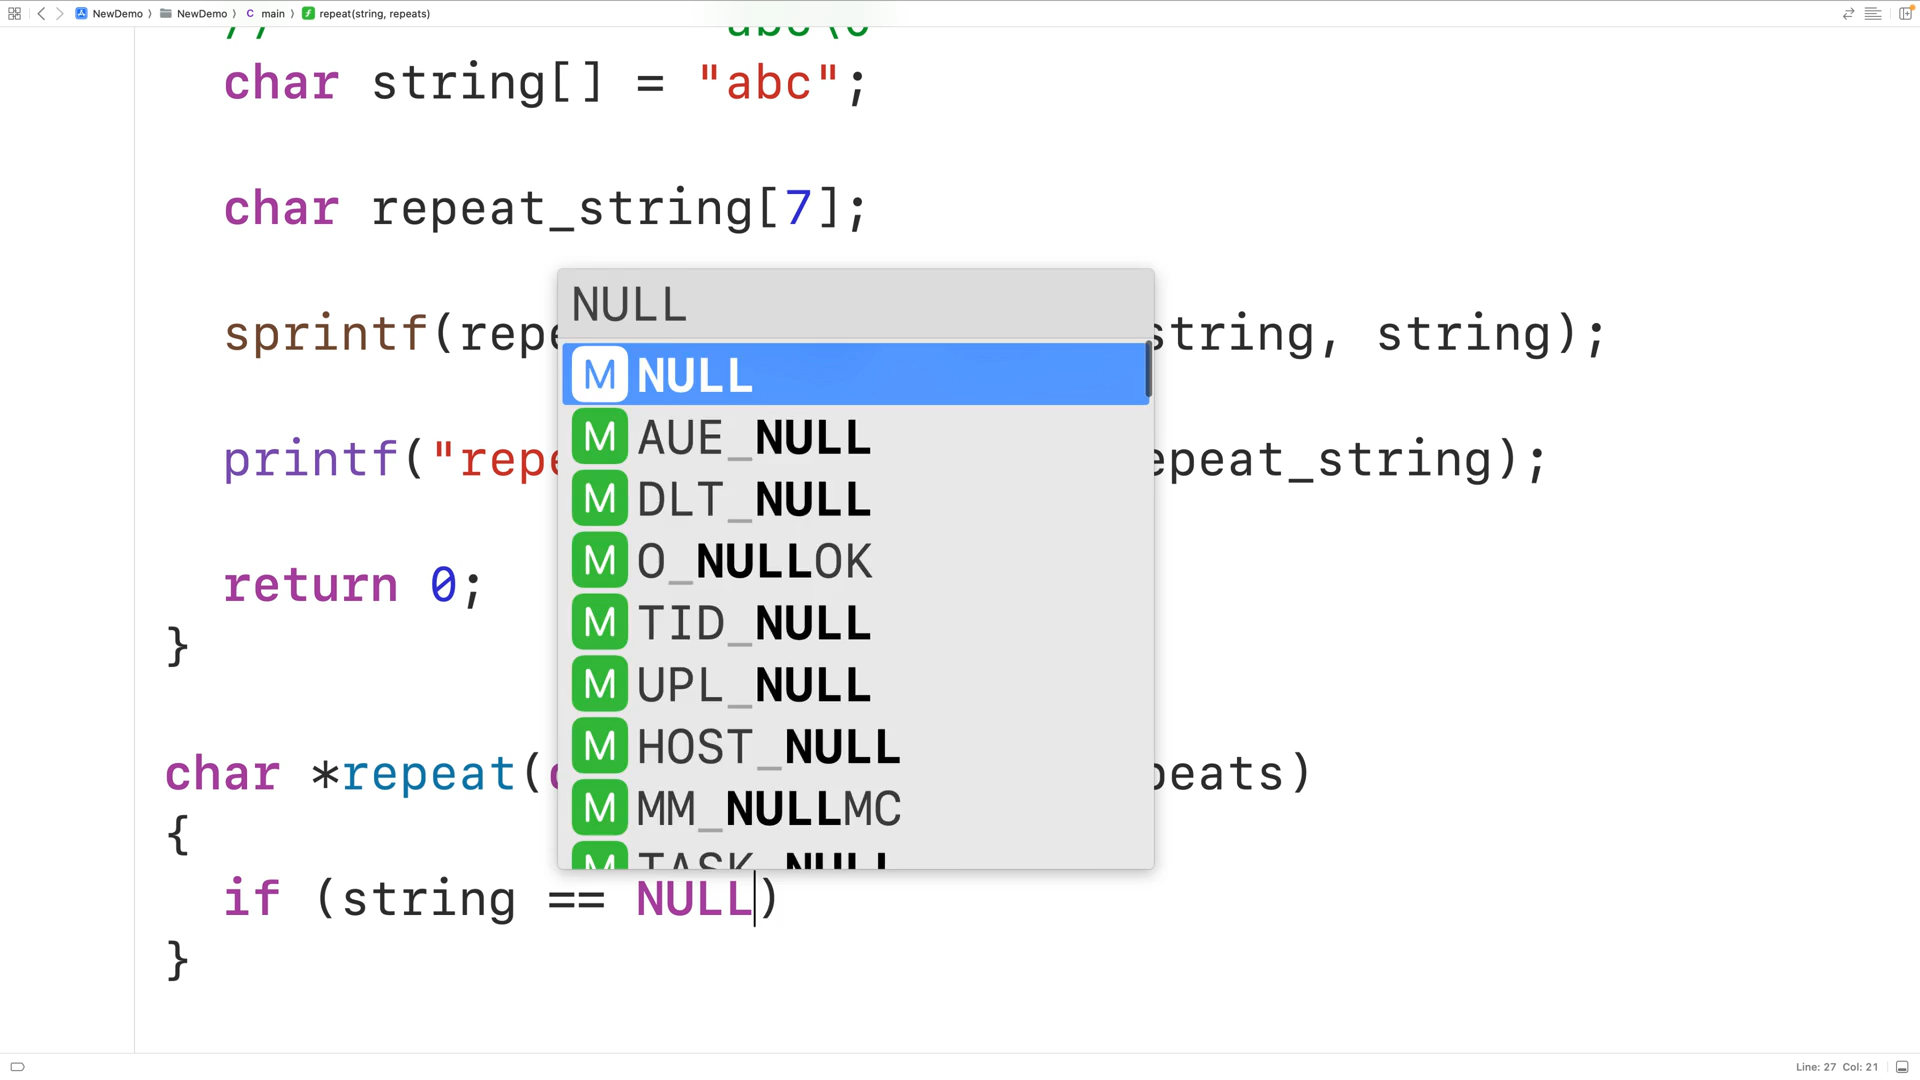 NewDemo 〉 NewDemo 〉 C main 〉 f repeat(string, repeats)
char string[] = "abc";
char repeat_string[7];
NULL
sprintf(repe string, string);
M NULL
M AUE_NULL
printf("repe epeat_string);
M DLT_NULL
M O_NULLOK
return 0;
M TID_NULL
}
M UPL_NULL
M HOST_NULL
char *repeat( peats)
M MM_NULLMC
{
M TASK_NULL
if (string == NULL)
}
Line: 27 Col: 21